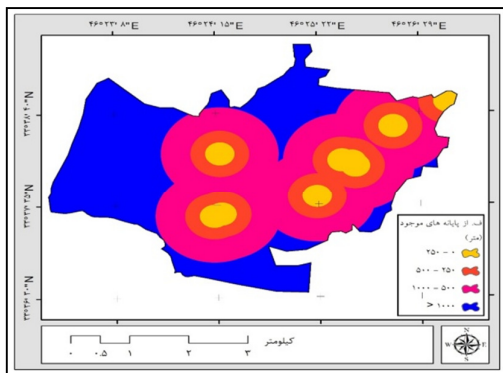 ۴۶°۲۳′۸″E ۴۶°۲۴′۱۵″E ۴۶°۲۵′۲۲″E ۴۶°۲۶′۲۹″E
ف. از پایانه های موجود
(متر)
۰ - ۲۵۰
۲۵۰ - ۵۰۰
۵۰۰ - ۱۰۰۰
> ۱۰۰۰
کیلومتر
۰ ۰.۵ ۱ ۲ ۳
N
W E
S